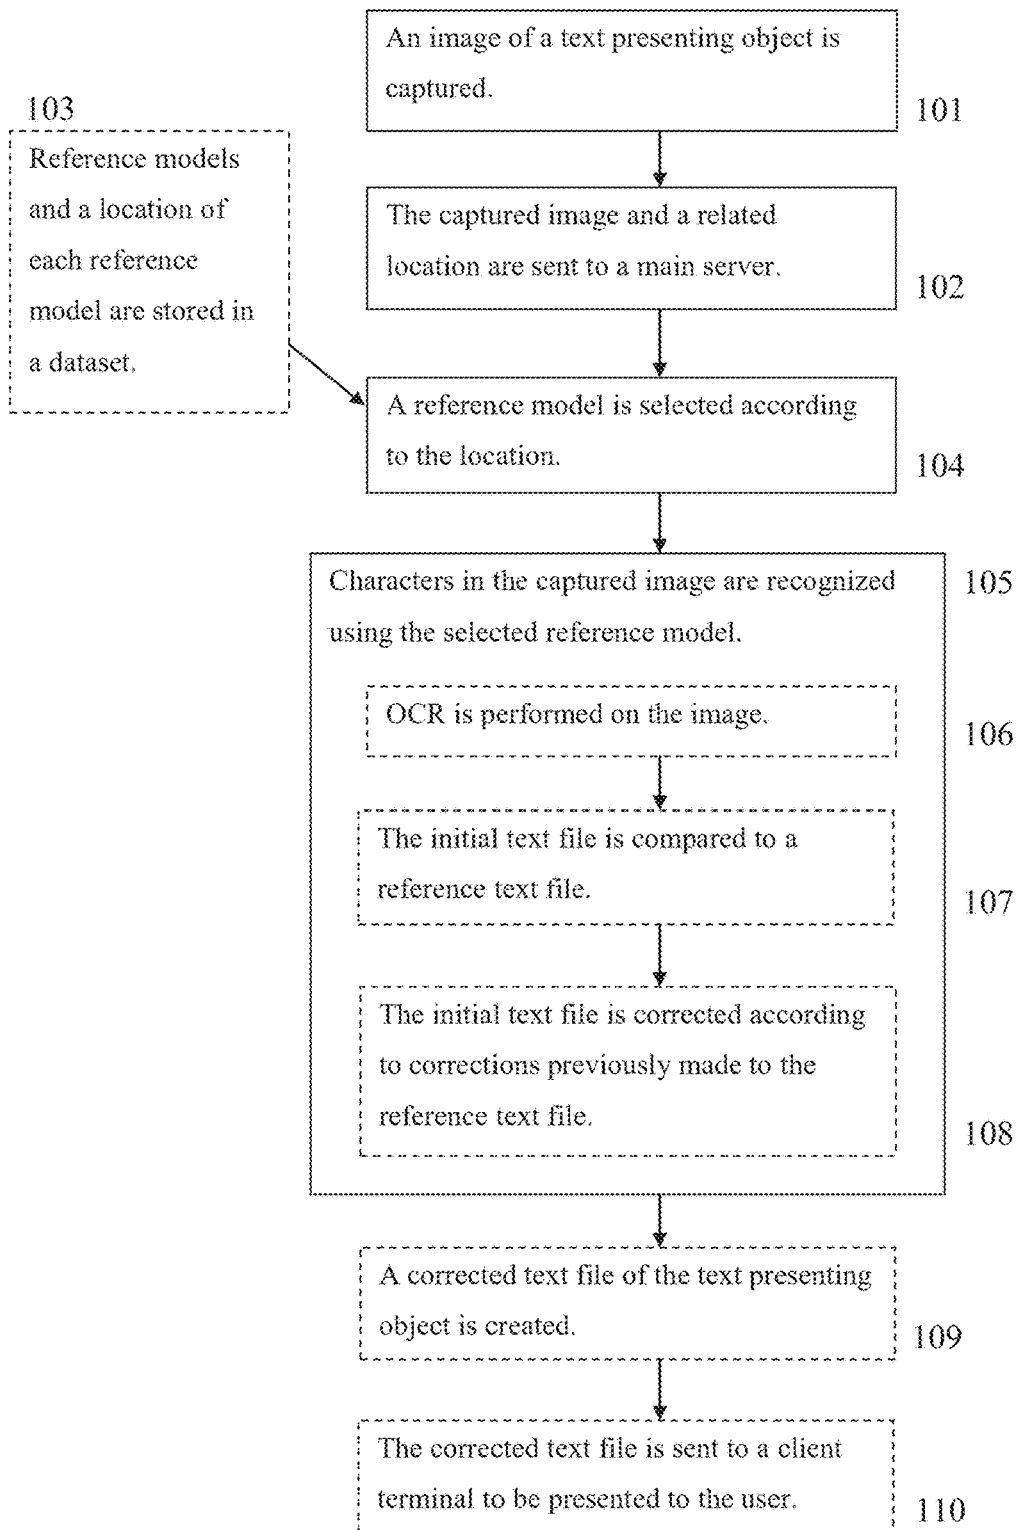 An image of a text presenting object is
captured.
101
103
Reference models
and a location of
each reference
model are stored in
a dataset.
The captured image and a related
location are sent to a main server.
102
A reference model is selected according
to the location.
104
Characters in the captured image are recognized
using the selected reference model.
105
OCR is performed on the image.
106
The initial text file is compared to a
reference text file.
107
The initial text file is corrected according
to corrections previously made to the
reference text file.
108
A corrected text file of the text presenting
object is created.
109
The corrected text file is sent to a client
terminal to be presented to the user.
110